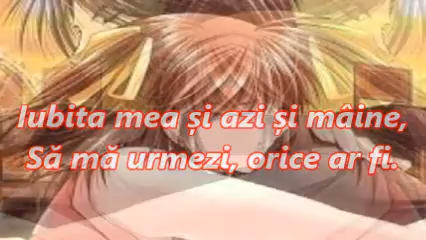 Iubita mea și azi și mâine,
Să mă urmezi, orice ar fi.